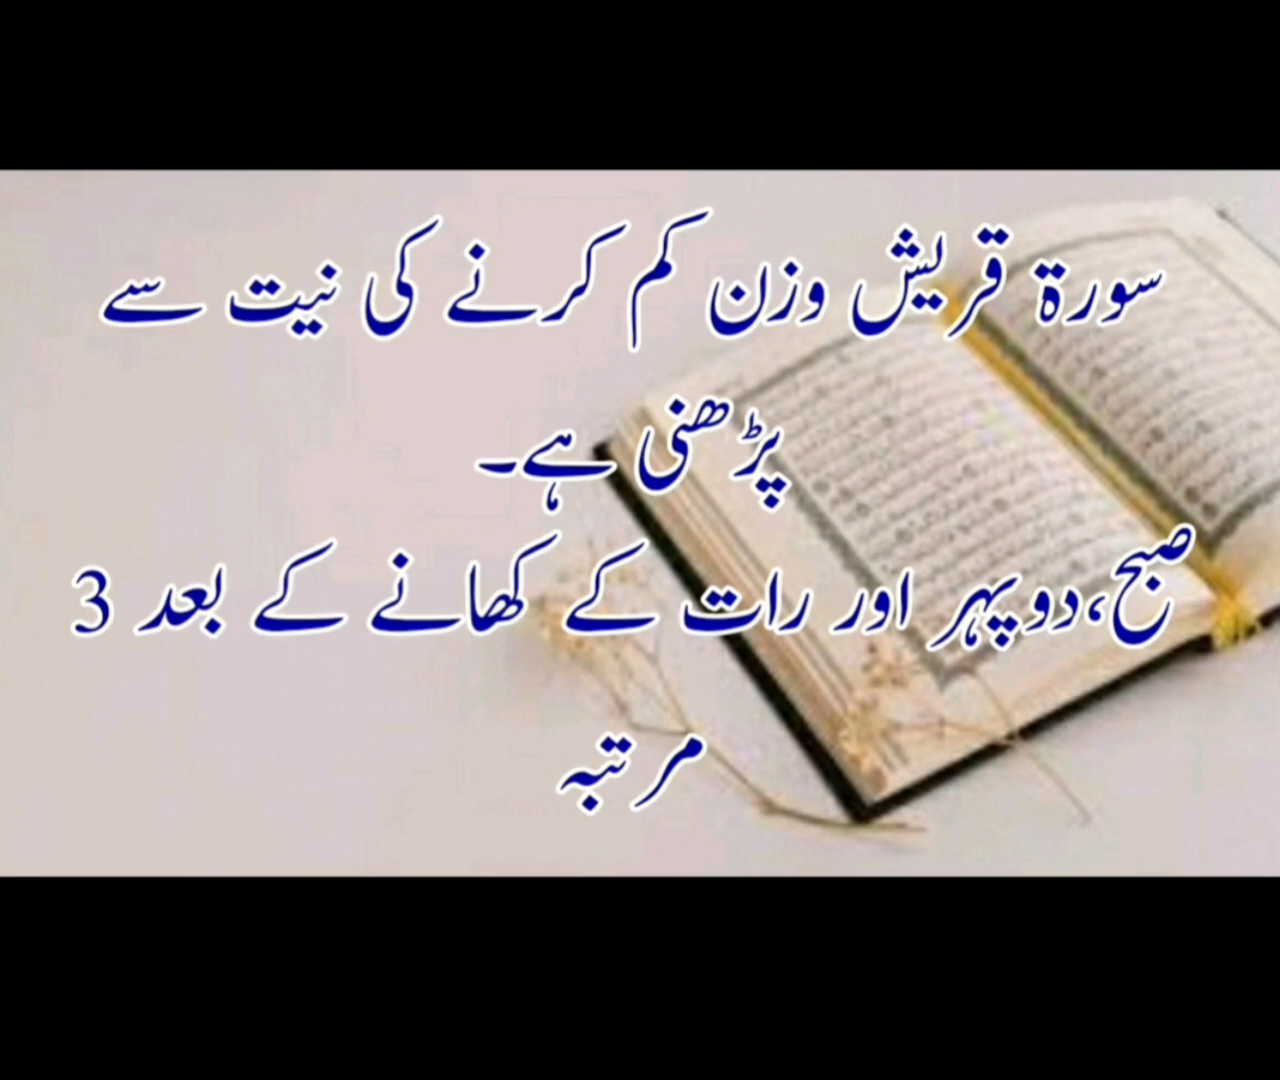 سورۃ قریش وزن کم کرنے کی نیت سے
پڑھنی ہے۔
صبح،دوپہر اور رات کے کھانے کے بعد 3
مرتبہ